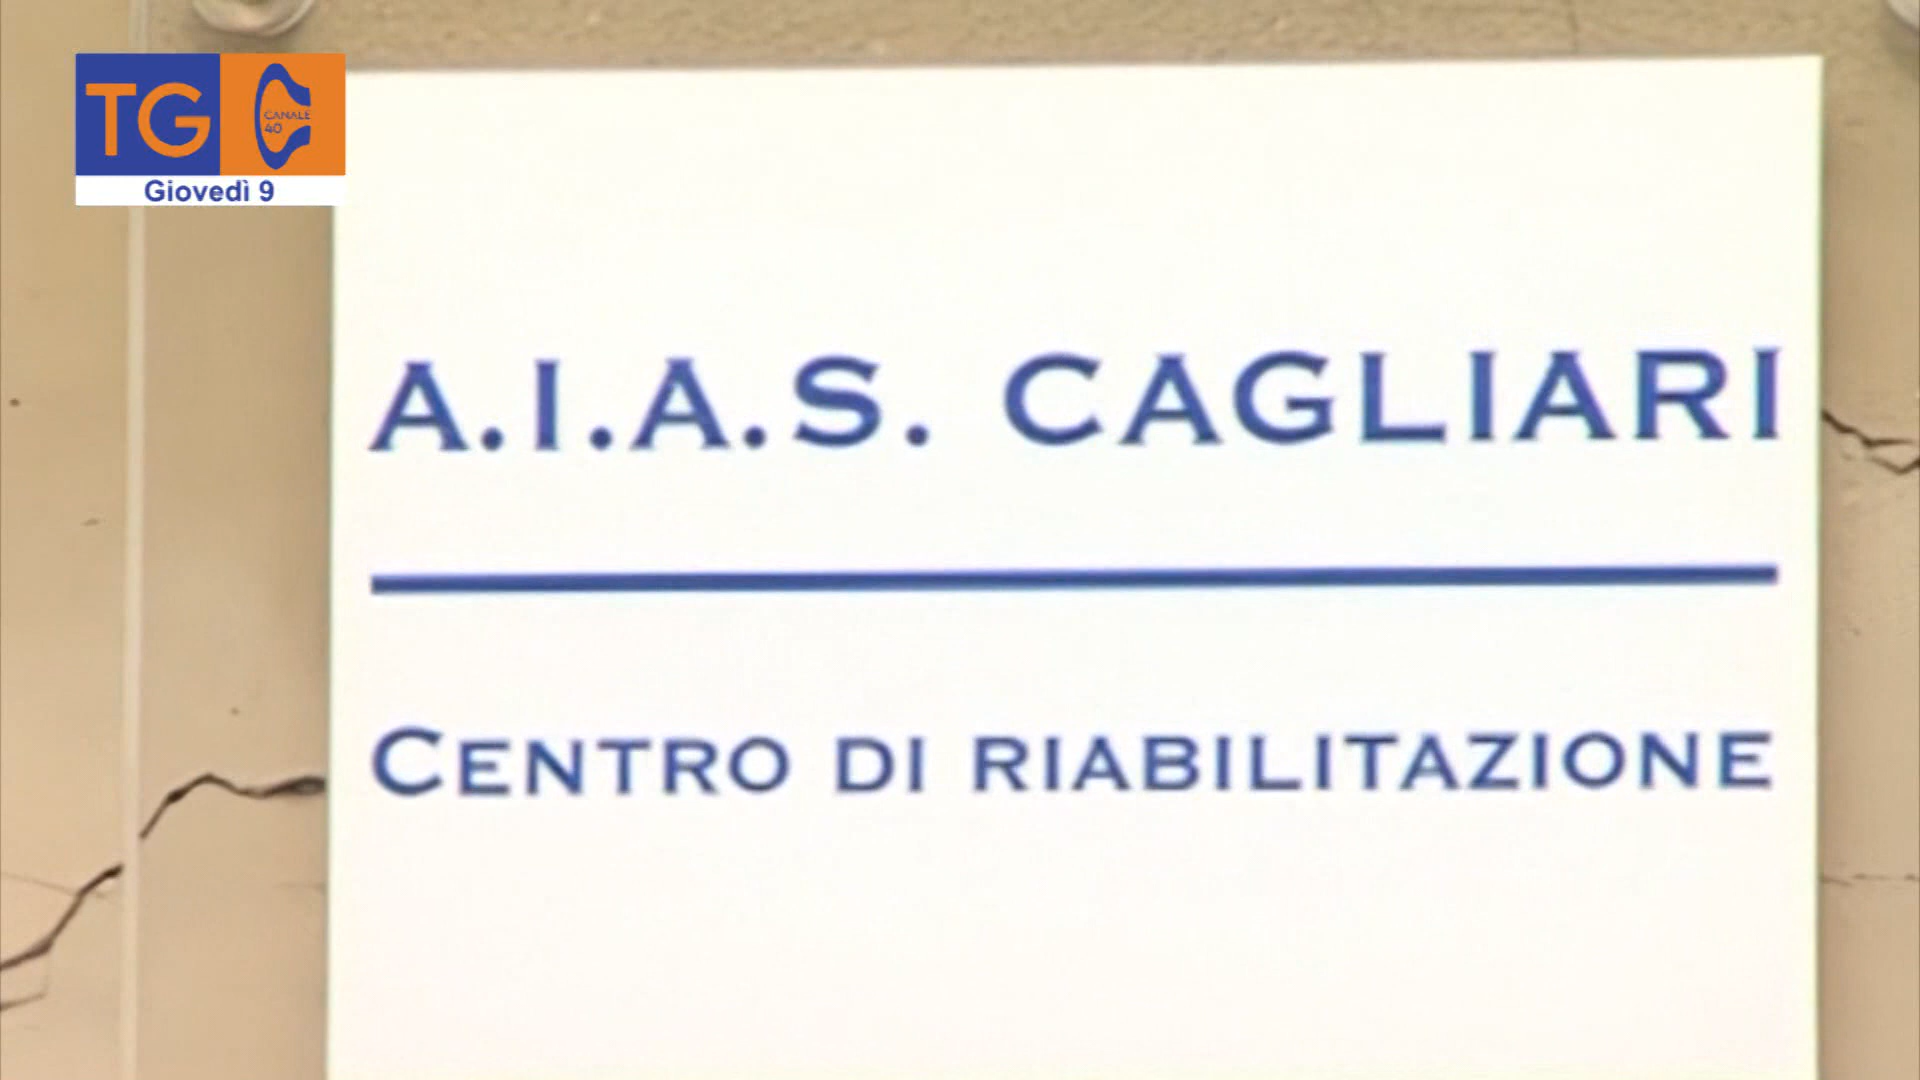 TG
CANALE
40
Giovedì 9
A.I.A.S. CAGLIARI
CENTRO DI RIABILITAZIONE